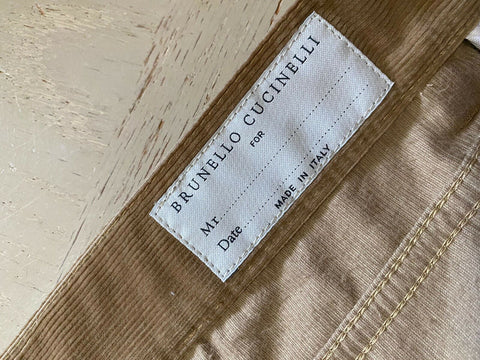 BRUNELLO CUCINELLI
FOR
Mr. ....................
Date ....................
MADE IN ITALY